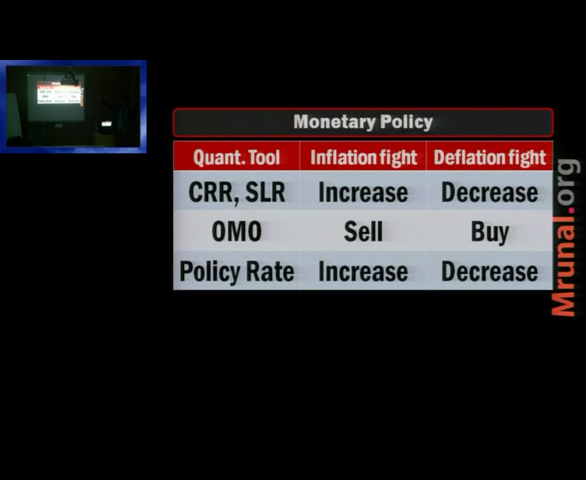 Monetary Policy
Quant. Tool Inflation fight Deflation fight
CRR, SLR Increase Decrease
OMO Sell Buy
Policy Rate Increase Decrease
Mrunal.org